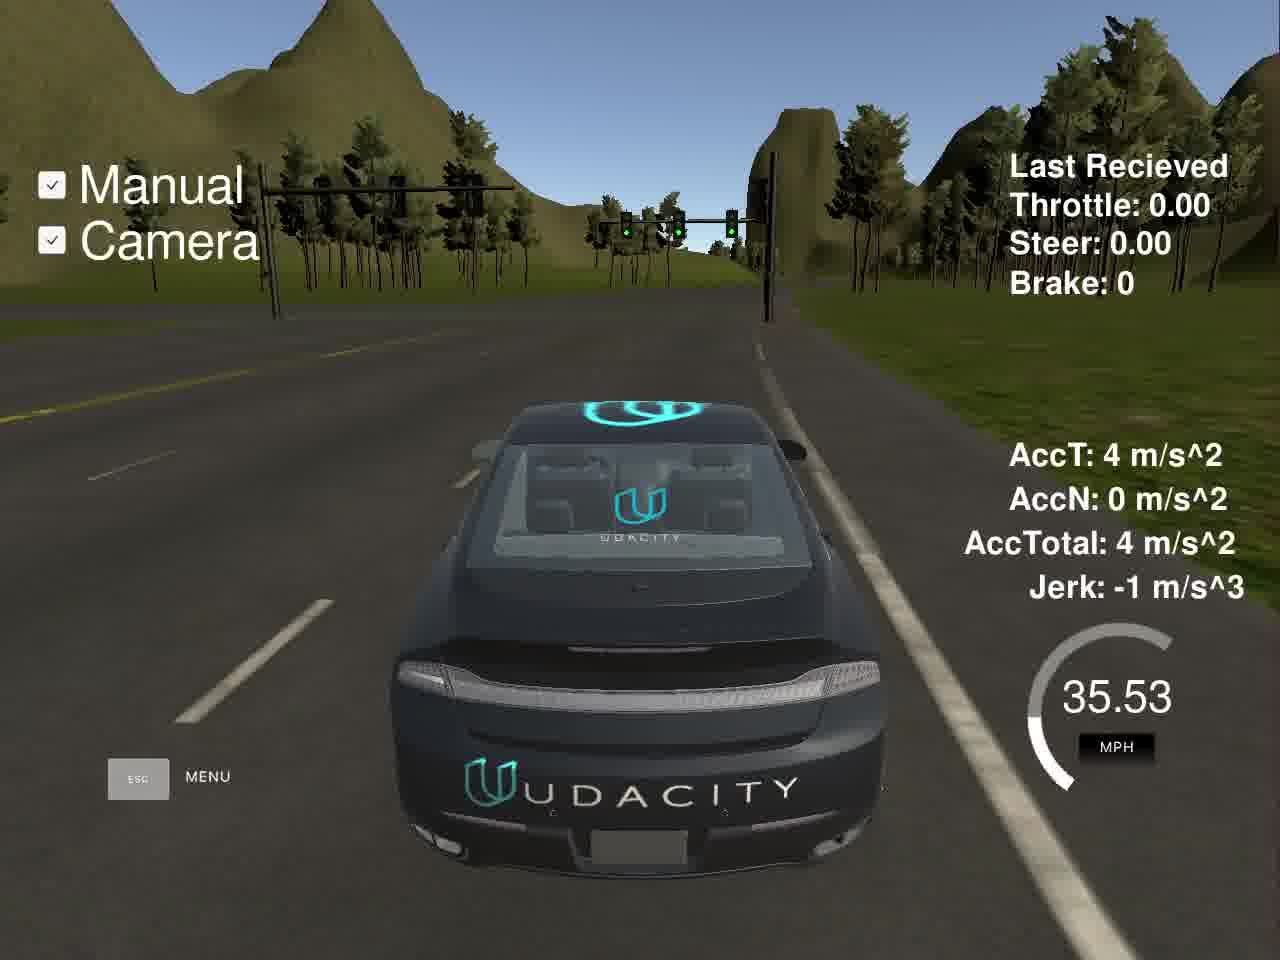 Manual
Camera
Last Recieved
Throttle: 0.00
Steer: 0.00
Brake: 0
AccT: 4 m/s^2
AccN: 0 m/s^2
AccTotal: 4 m/s^2
Jerk: -1 m/s^3
UDACITY
35.53
MPH
ESC MENU
UDACITY